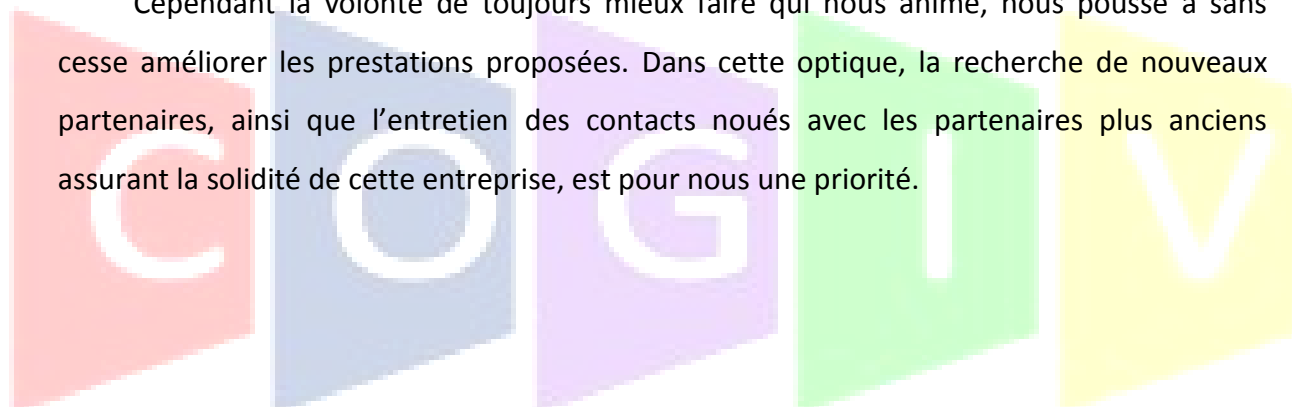 Cependant la volonté de toujours mieux faire qui nous anime, nous pousse à sans
cesse améliorer les prestations proposées. Dans cette optique, la recherche de nouveaux
partenaires, ainsi que l’entretien des contacts noués avec les partenaires plus anciens
assurant la solidité de cette entreprise, est pour nous une priorité.
COGIV